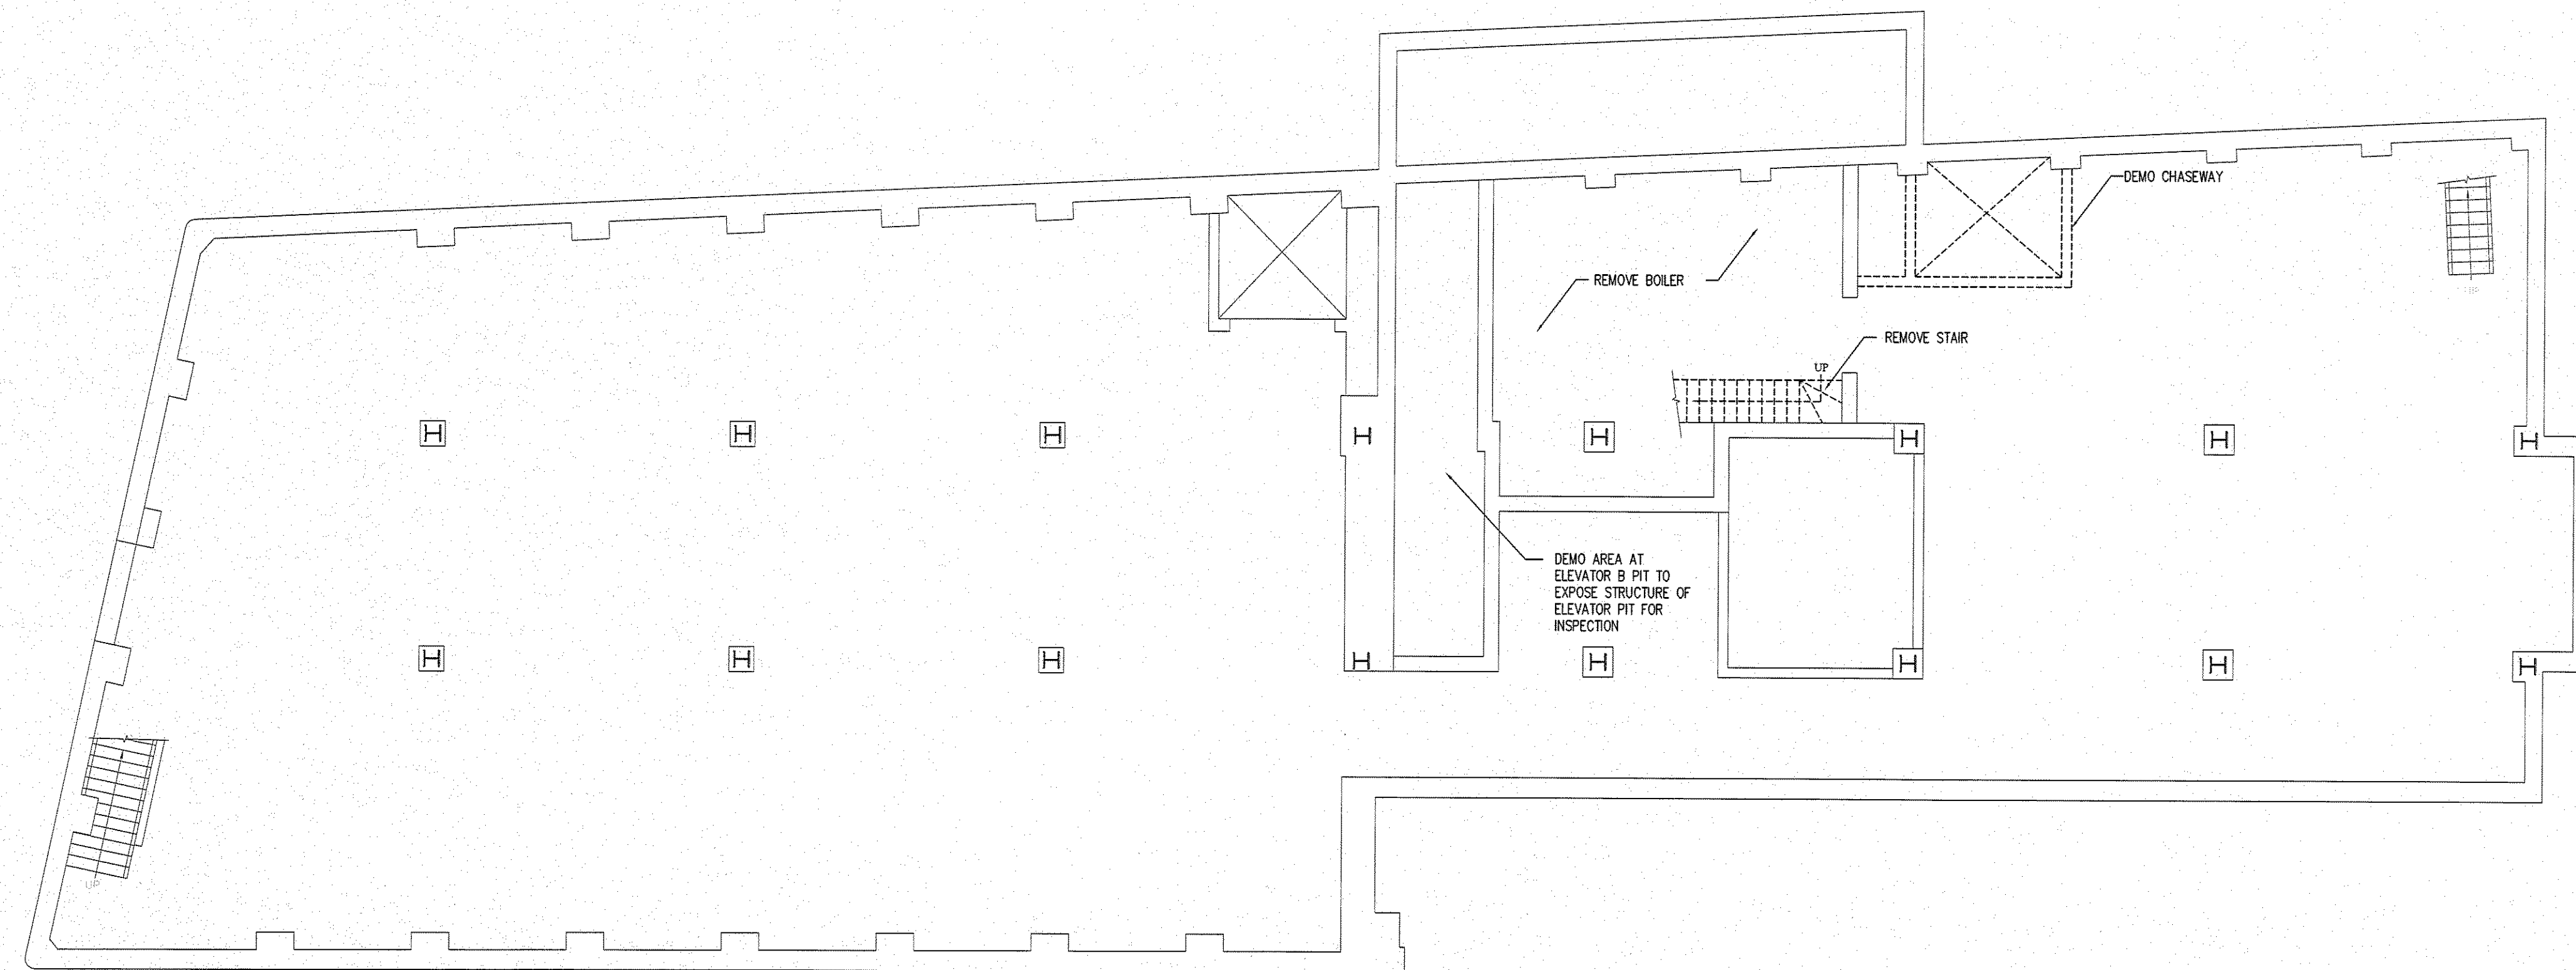 DEMO CHASEWAY
REMOVE BOILER
REMOVE STAIR
UP
UP
H
H
H
H
H
H
H
H
DEMO AREA AT
ELEVATOR B PIT TO
EXPOSE STRUCTURE OF
ELEVATOR PIT FOR
INSPECTION
H
H
H
H
H
H
H
H
UP